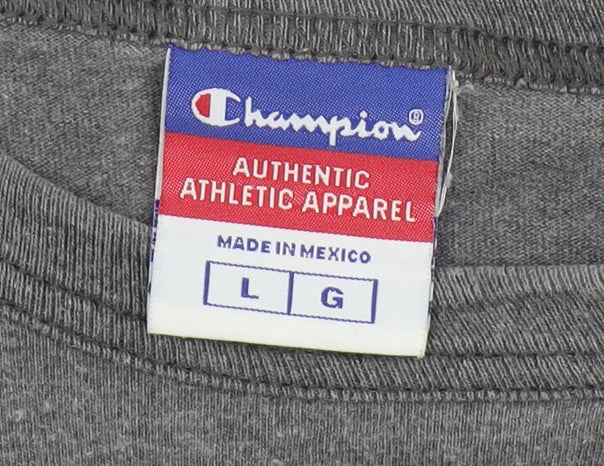 Champion®
AUTHENTIC
ATHLETIC APPAREL
MADE IN MEXICO
L G